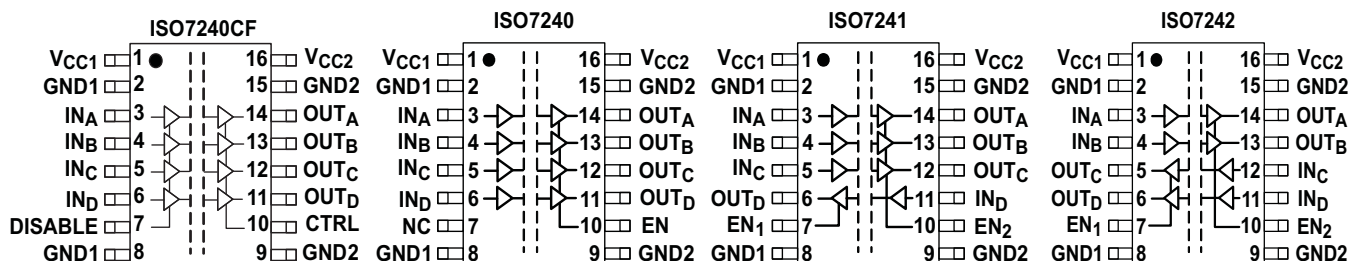 ISO7240CF
VCC1 1 16 VCC2
GND1 2 15 GND2
INA 3 14 OUTA
INB 4 13 OUTB
INC 5 12 OUTC
IND 6 11 OUTD
DISABLE 7 10 CTRL
GND1 8 9 GND2
ISO7240
VCC1 1 16 VCC2
GND1 2 15 GND2
INA 3 14 OUTA
INB 4 13 OUTB
INC 5 12 OUTC
IND 6 11 OUTD
NC 7 10 EN
GND1 8 9 GND2
ISO7241
VCC1 1 16 VCC2
GND1 2 15 GND2
INA 3 14 OUTA
INB 4 13 OUTB
INC 5 12 OUTC
OUTD 6 11 IND
EN1 7 10 EN2
GND1 8 9 GND2
ISO7242
VCC1 1 16 VCC2
GND1 2 15 GND2
INA 3 14 OUTA
INB 4 13 OUTB
OUTC 5 12 INC
OUTD 6 11 IND
EN1 7 10 EN2
GND1 8 9 GND2